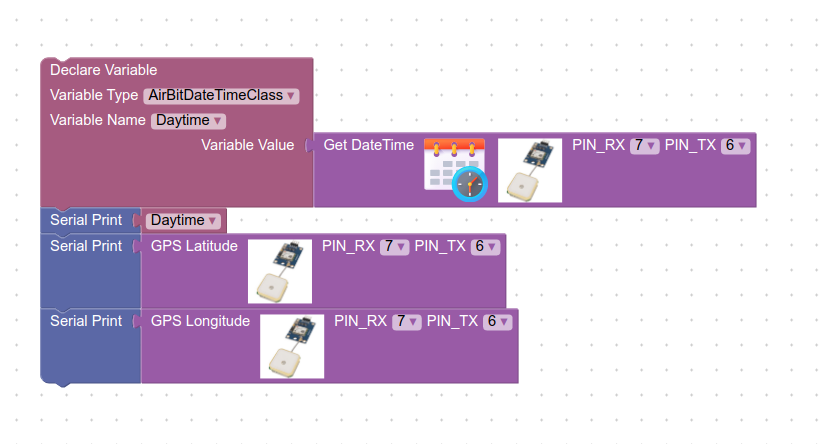 Declare Variable
Variable Type AirBitDateTimeClass ▾
Variable Name Daytime ▾
Variable Value Get DateTime PIN_RX 7 ▾ PIN_TX 6 ▾
Serial Print Daytime ▾
Serial Print GPS Latitude PIN_RX 7 ▾ PIN_TX 6 ▾
Serial Print GPS Longitude PIN_RX 7 ▾ PIN_TX 6 ▾